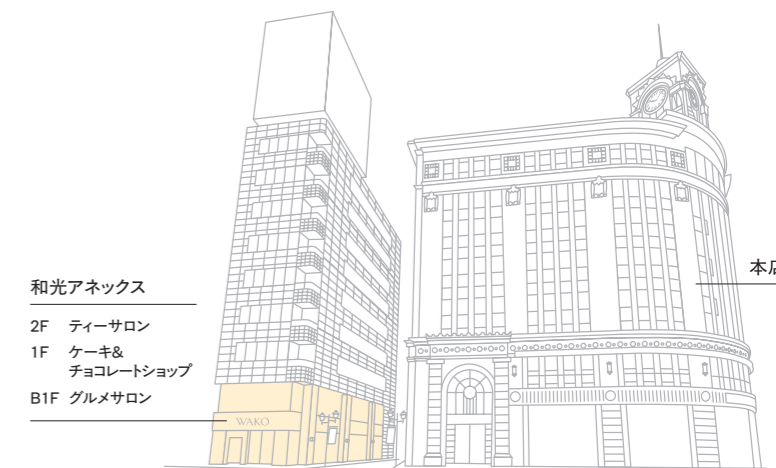 和光アネックス
2F ティーサロン
1F ケーキ&
チョコレートショップ
B1F グルメサロン
WAKO
本店